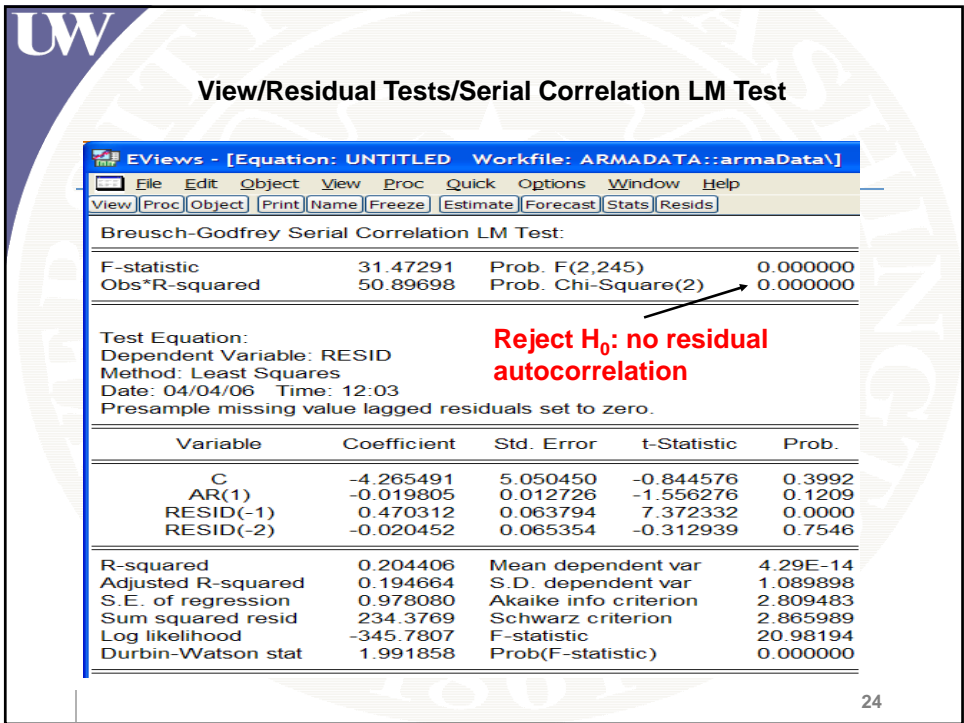 UW
View/Residual Tests/Serial Correlation LM Test
EViews - [Equation: UNTITLED Workfile: ARMADATA::armaData\]
File Edit Object View Proc Quick Options Window Help
View Proc Object Print Name Freeze Estimate Forecast Stats Resids
Breusch-Godfrey Serial Correlation LM Test:
F-statistic 31.47291 Prob. F(2,245) 0.000000
Obs*R-squared 50.89698 Prob. Chi-Square(2) 0.000000
Reject H0: no residual
autocorrelation
Test Equation:
Dependent Variable: RESID
Method: Least Squares
Date: 04/04/06 Time: 12:03
Presample missing value lagged residuals set to zero.
Variable Coefficient Std. Error t-Statistic Prob.
C -4.265491 5.050450 -0.844576 0.3992
AR(1) -0.019805 0.012726 -1.556276 0.1209
RESID(-1) 0.470312 0.063794 7.372332 0.0000
RESID(-2) -0.020452 0.065354 -0.312939 0.7546
R-squared 0.204406 Mean dependent var 4.29E-14
Adjusted R-squared 0.194664 S.D. dependent var 1.089898
S.E. of regression 0.978080 Akaike info criterion 2.809483
Sum squared resid 234.3769 Schwarz criterion 2.865989
Log likelihood -345.7807 F-statistic 20.98194
Durbin-Watson stat 1.991858 Prob(F-statistic) 0.000000
24